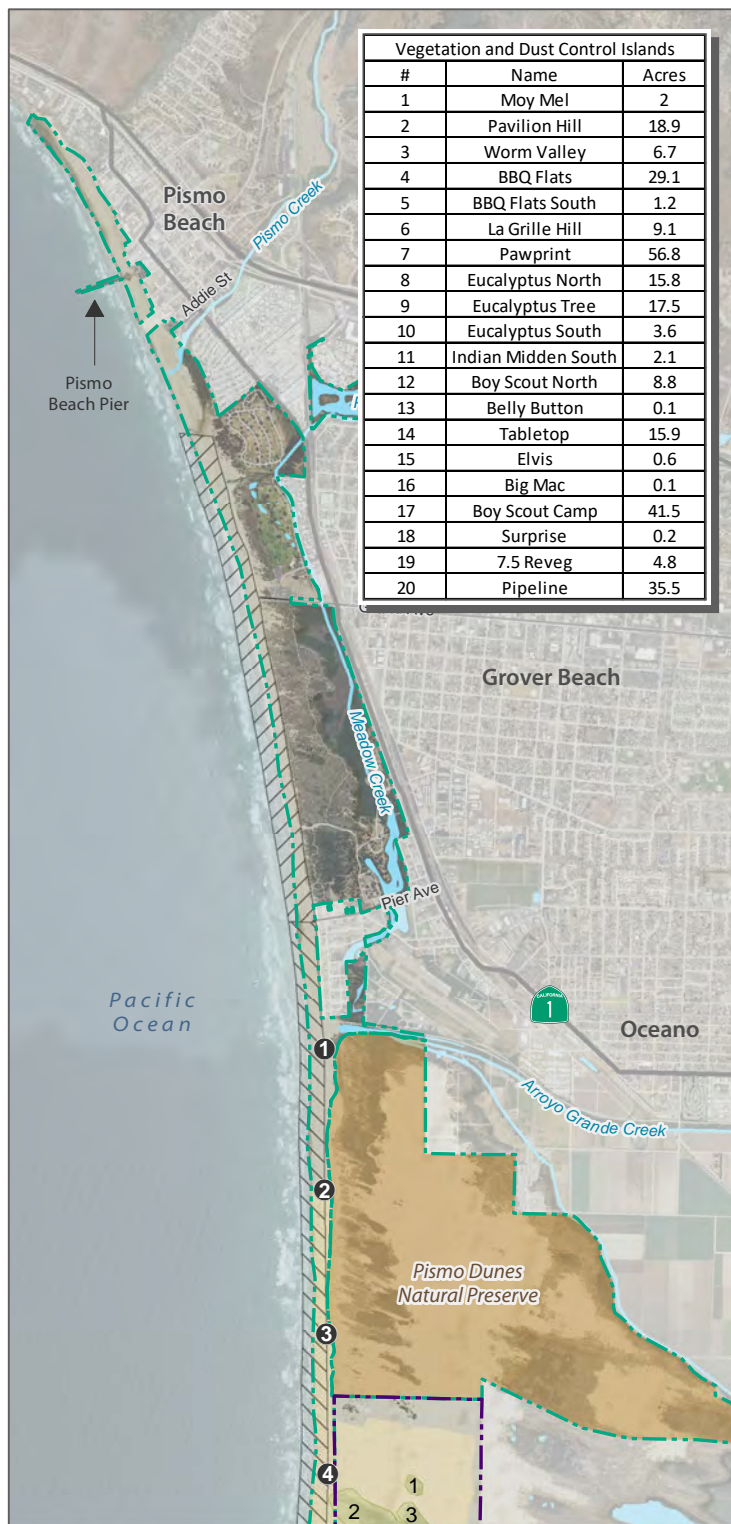 Vegetation and Dust Control Islands
# Name Acres
1 Moy Mel 2
2 Pavilion Hill 18.9
3 Worm Valley 6.7
4 BBQ Flats 29.1
5 BBQ Flats South 1.2
6 La Grille Hill 9.1
7 Pawprint 56.8
8 Eucalyptus North 15.8
9 Eucalyptus Tree 17.5
10 Eucalyptus South 3.6
11 Indian Midden South 2.1
12 Boy Scout North 8.8
13 Belly Button 0.1
14 Tabletop 15.9
15 Elvis 0.6
16 Big Mac 0.1
17 Boy Scout Camp 41.5
18 Surprise 0.2
19 7.5 Reveg 4.8
20 Pipeline 35.5
Pismo
Beach
Pismo Creek
Addie St
Pismo
Beach Pier
Grover Beach
Meadow Creek
Pier Ave
Pacific
Ocean
CALIFORNIA
1
Oceano
1
Arroyo Grande Creek
2
Pismo Dunes
Natural Preserve
3
4
1
2
3